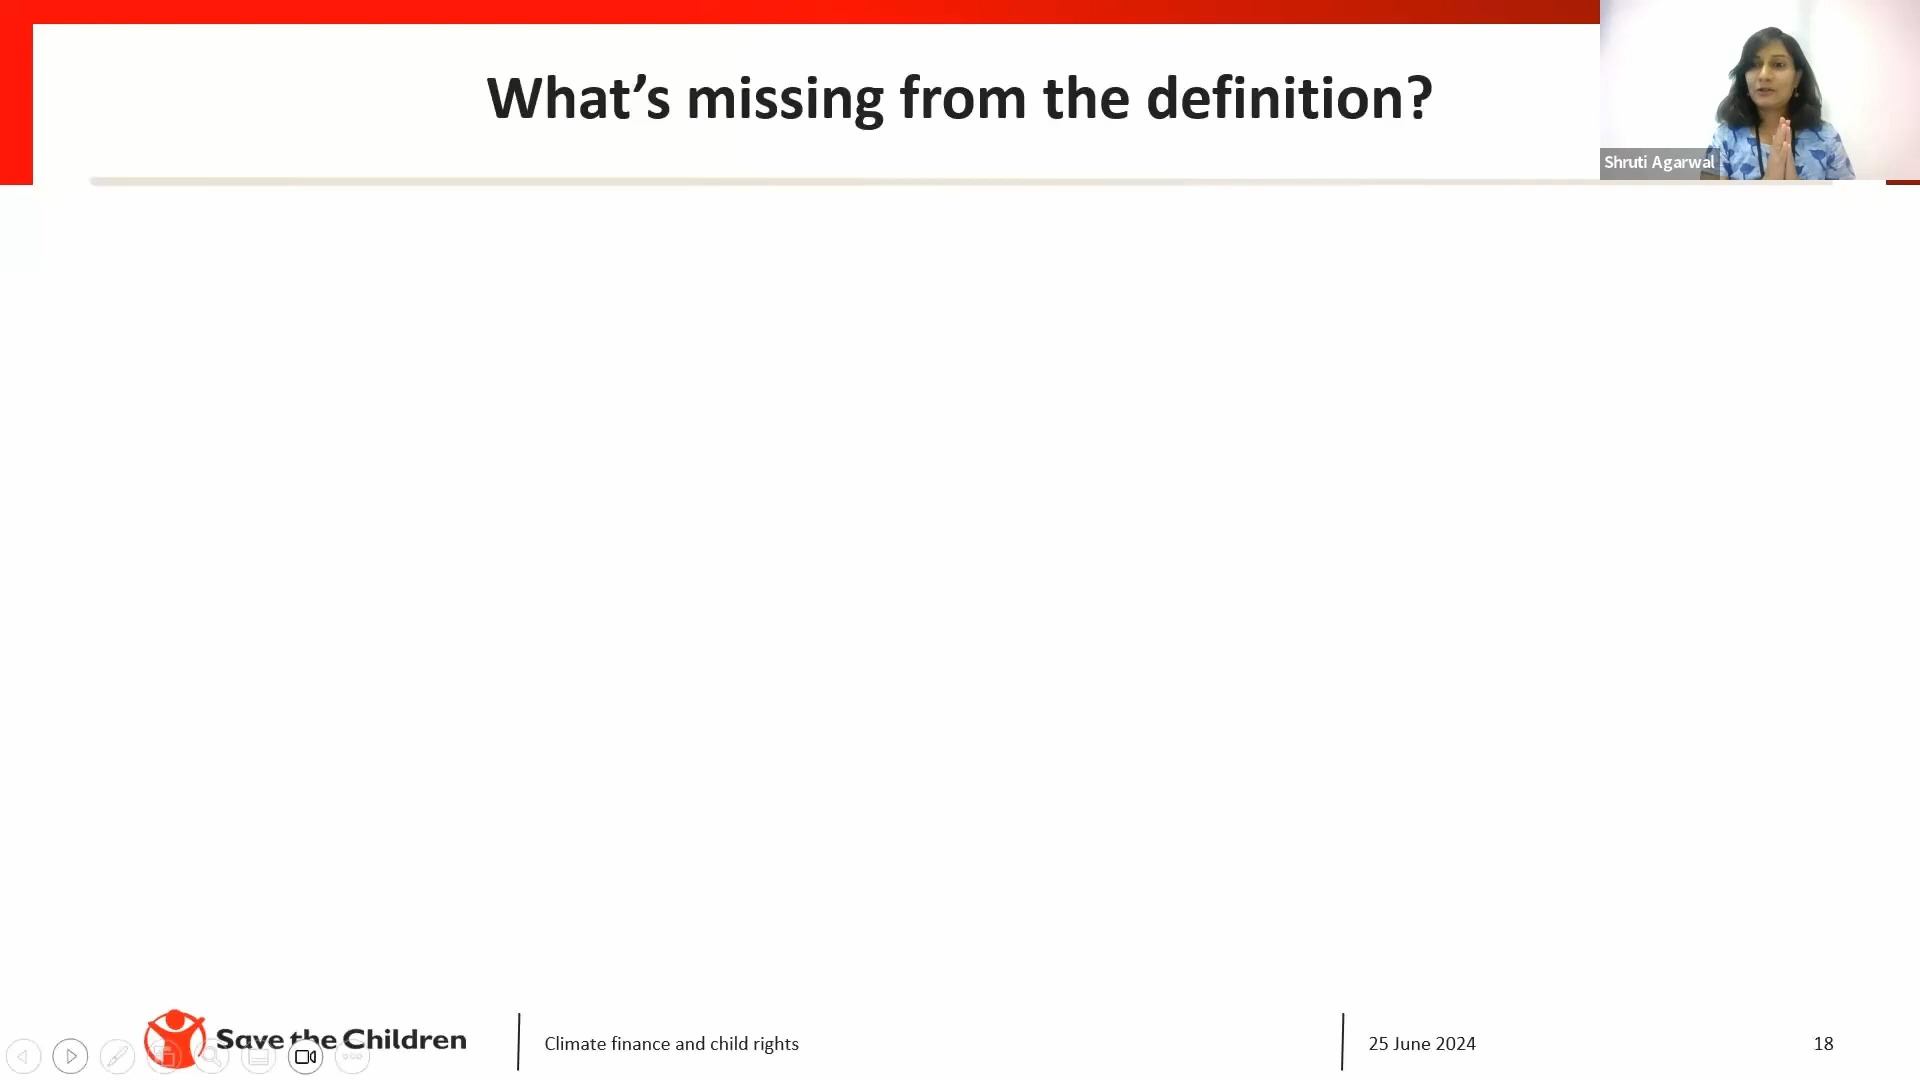 What’s missing from the definition?
Shruti Agarwal
Save the Children
Climate finance and child rights
25 June 2024
18